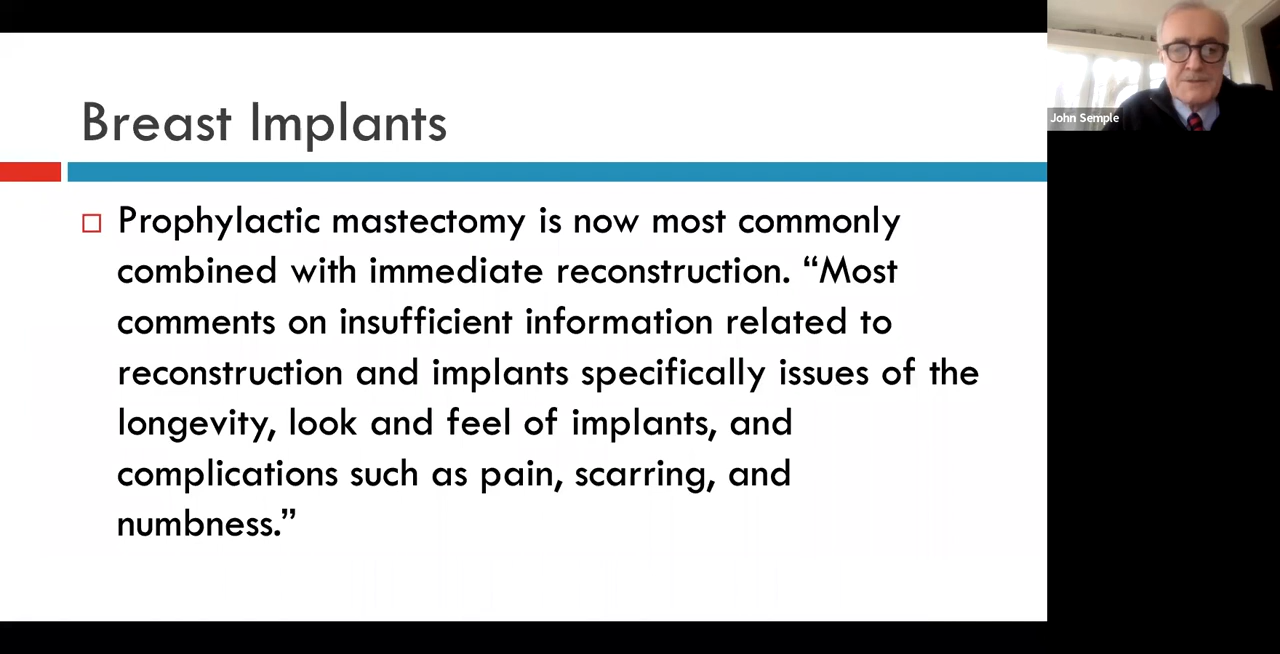 Breast Implants
Prophylactic mastectomy is now most commonly
combined with immediate reconstruction. “Most
comments on insufficient information related to
reconstruction and implants specifically issues of the
longevity, look and feel of implants, and
complications such as pain, scarring, and
numbness.”
John Semple